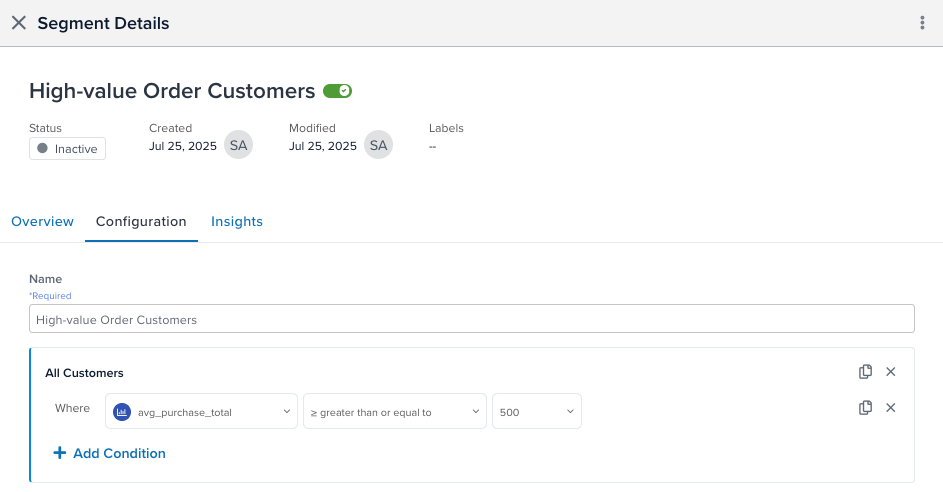 Segment Details
High-value Order Customers
Status Created Modified Labels
Inactive Jul 25, 2025 SA Jul 25, 2025 SA --
Overview Configuration Insights
Name
*Required
High-value Order Customers
All Customers
Where avg_purchase_total ≥ greater than or equal to 500
+ Add Condition